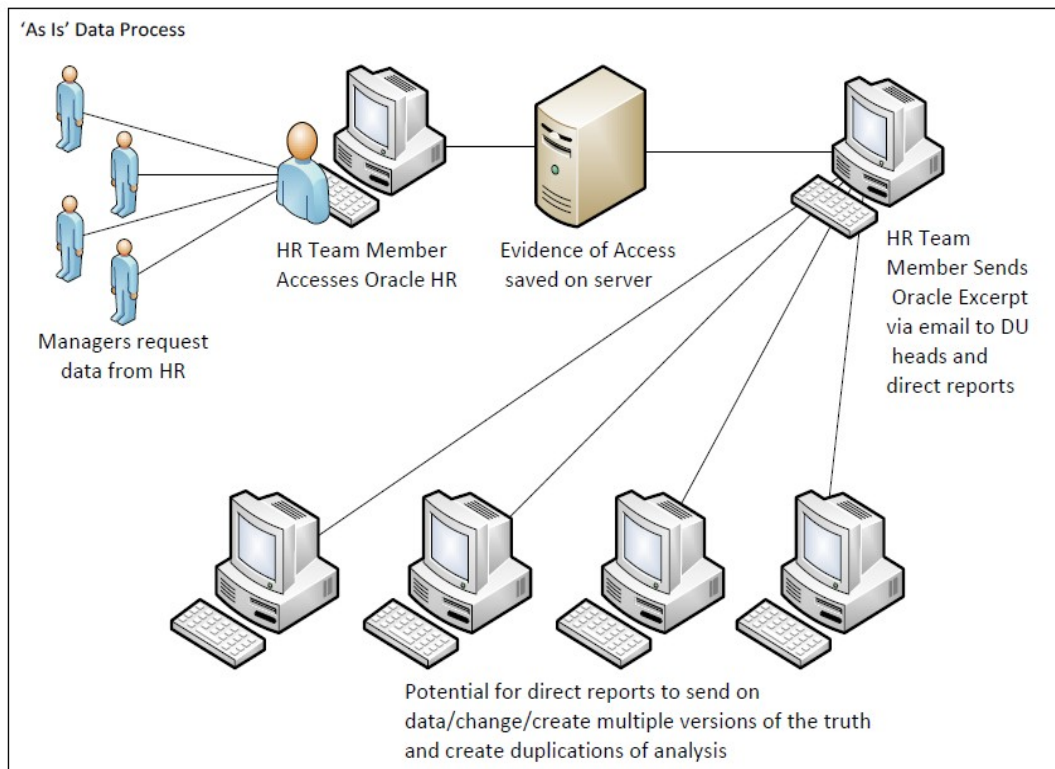 'As Is' Data Process
HR Team Member
Accesses Oracle HR
Evidence of Access
saved on server
HR Team
Member Sends
Oracle Excerpt
via email to DU
heads and
direct reports
Managers request
data from HR
Potential for direct reports to send on
data/change/create multiple versions of the truth
and create duplications of analysis